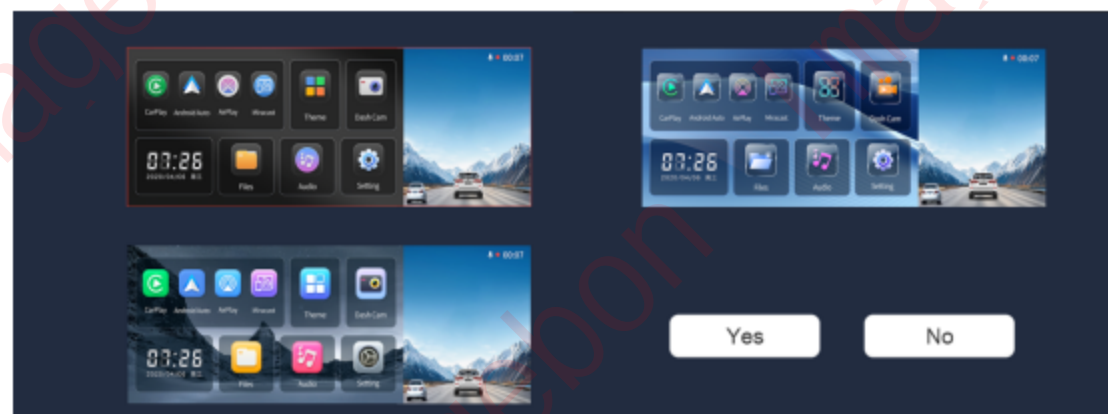 00:07
CarPlay Android Auto AirPlay Miracast Theme Dash Cam
07:26
Files Audio Setting
00:07
CarPlay Android Auto AirPlay Miracast Theme Dash Cam
07:26
Files Audio Setting
00:07
CarPlay Android Auto AirPlay Miracast Theme Dash Cam
07:26
Files Audio Setting
Yes No